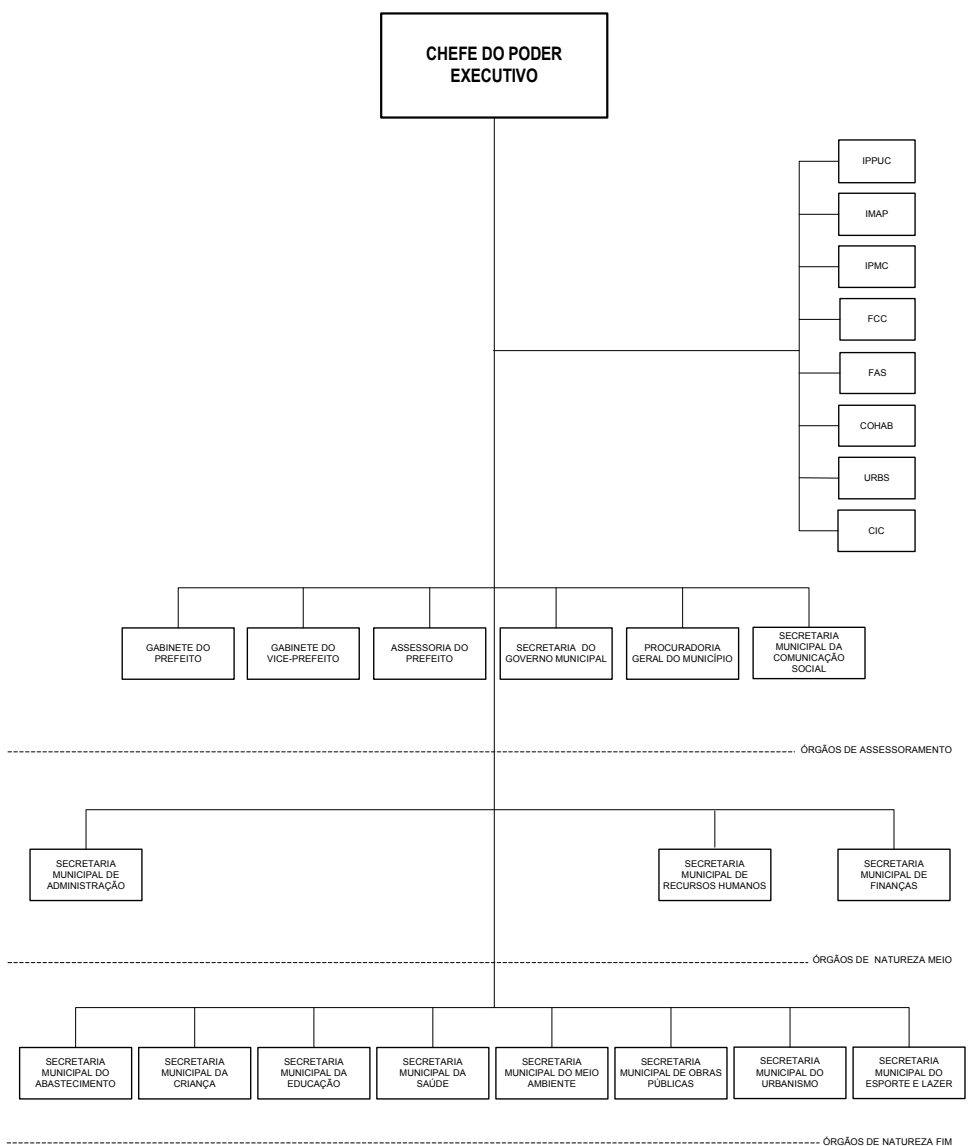 CHEFE DO PODER
EXECUTIVO
IPPUC
IMAP
IPMC
FCC
FAS
COHAB
URBS
CIC
GABINETE DO
PREFEITO
GABINETE DO
VICE-PREFEITO
ASSESSORIA DO
PREFEITO
SECRETARIA DO
GOVERNO MUNICIPAL
PROCURADORIA
GERAL DO MUNICÍPIO
SECRETARIA
MUNICIPAL DA
COMUNICAÇÃO
SOCIAL
ÓRGÃOS DE ASSESSORAMENTO
SECRETARIA
MUNICIPAL DE
ADMINISTRAÇÃO
SECRETARIA
MUNICIPAL DE
RECURSOS HUMANOS
SECRETARIA
MUNICIPAL DE
FINANÇAS
ÓRGÃOS DE NATUREZA MEIO
SECRETARIA
MUNICIPAL DO
ABASTECIMENTO
SECRETARIA
MUNICIPAL DA
CRIANÇA
SECRETARIA
MUNICIPAL DA
EDUCAÇÃO
SECRETARIA
MUNICIPAL DA
SAÚDE
SECRETARIA
MUNICIPAL DO MEIO
AMBIENTE
SECRETARIA
MUNICIPAL DE OBRAS
PÚBLICAS
SECRETARIA
MUNICIPAL DO
URBANISMO
SECRETARIA
MUNICIPAL DO
ESPORTE E LAZER
ÓRGÃOS DE NATUREZA FIM